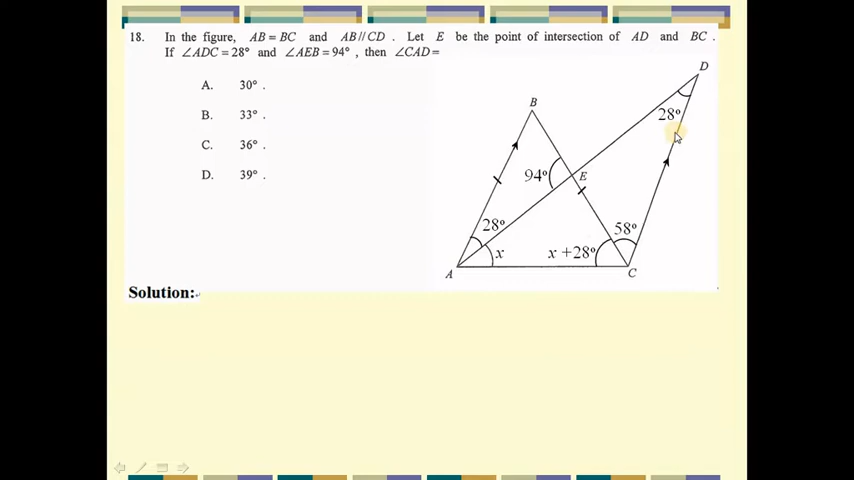 18. In the figure, AB = BC and AB // CD . Let E be the point of intersection of AD and BC .
If ∠ADC = 28° and ∠AEB = 94° , then ∠CAD =
A. 30° .
B. 33° .
C. 36° .
D. 39° .
D
B
28°
94°
E
28°
58°
x
x + 28°
A
C
Solution: